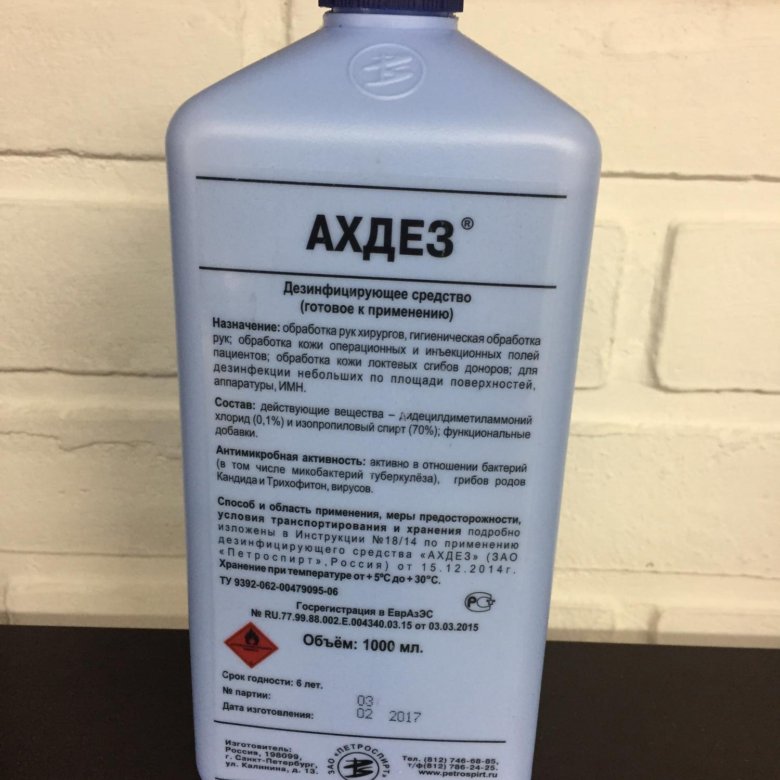 АХДЕЗ®
Дезинфицирующее средство
(готовое к применению)
Назначение: обработка рук хирургов, гигиеническая обработка
рук; обработка кожи операционных и инъекционных полей
пациентов; обработка кожи локтевых сгибов доноров; для
дезинфекции небольших по площади поверхностей,
аппаратуры, ИМН.
Состав: действующие вещества – дидецилдиметиламмоний
хлорид (0,1%) и изопропиловый спирт (70%); функциональные
добавки.
Антимикробная активность: активно в отношении бактерий
(в том числе микобактерий туберкулёза), грибов родов
Кандида и Трихофитон, вирусов.
Способ и область применения, меры предосторожности,
условия транспортирования и хранения подробно
изложены в Инструкции №18/14 по применению
дезинфицирующего средства «АХДЕЗ» (ЗАО
«Петроспирт», Россия) от 15.12.2014г.
Хранение при температуре от + 5°С до + 30°С.
ТУ 9392-062-00479095-06
Госрегистрация в ЕврАзЭС
№ RU.77.99.88.002.Е.004340.03.15 от 03.03.2015
Объём: 1000 мл.
Срок годности: 6 лет.
№ партии: 03
Дата изготовления: 02 2017
Изготовитель:
Россия, 198099,
г. Санкт-Петербург,
ул. Калинина, д. 13.
ЗАО "ПЕТРОСПИРТ"
Тел. (812) 746-68-85,
т/ф(812) 786-24-25.
www.petrospirt.ru